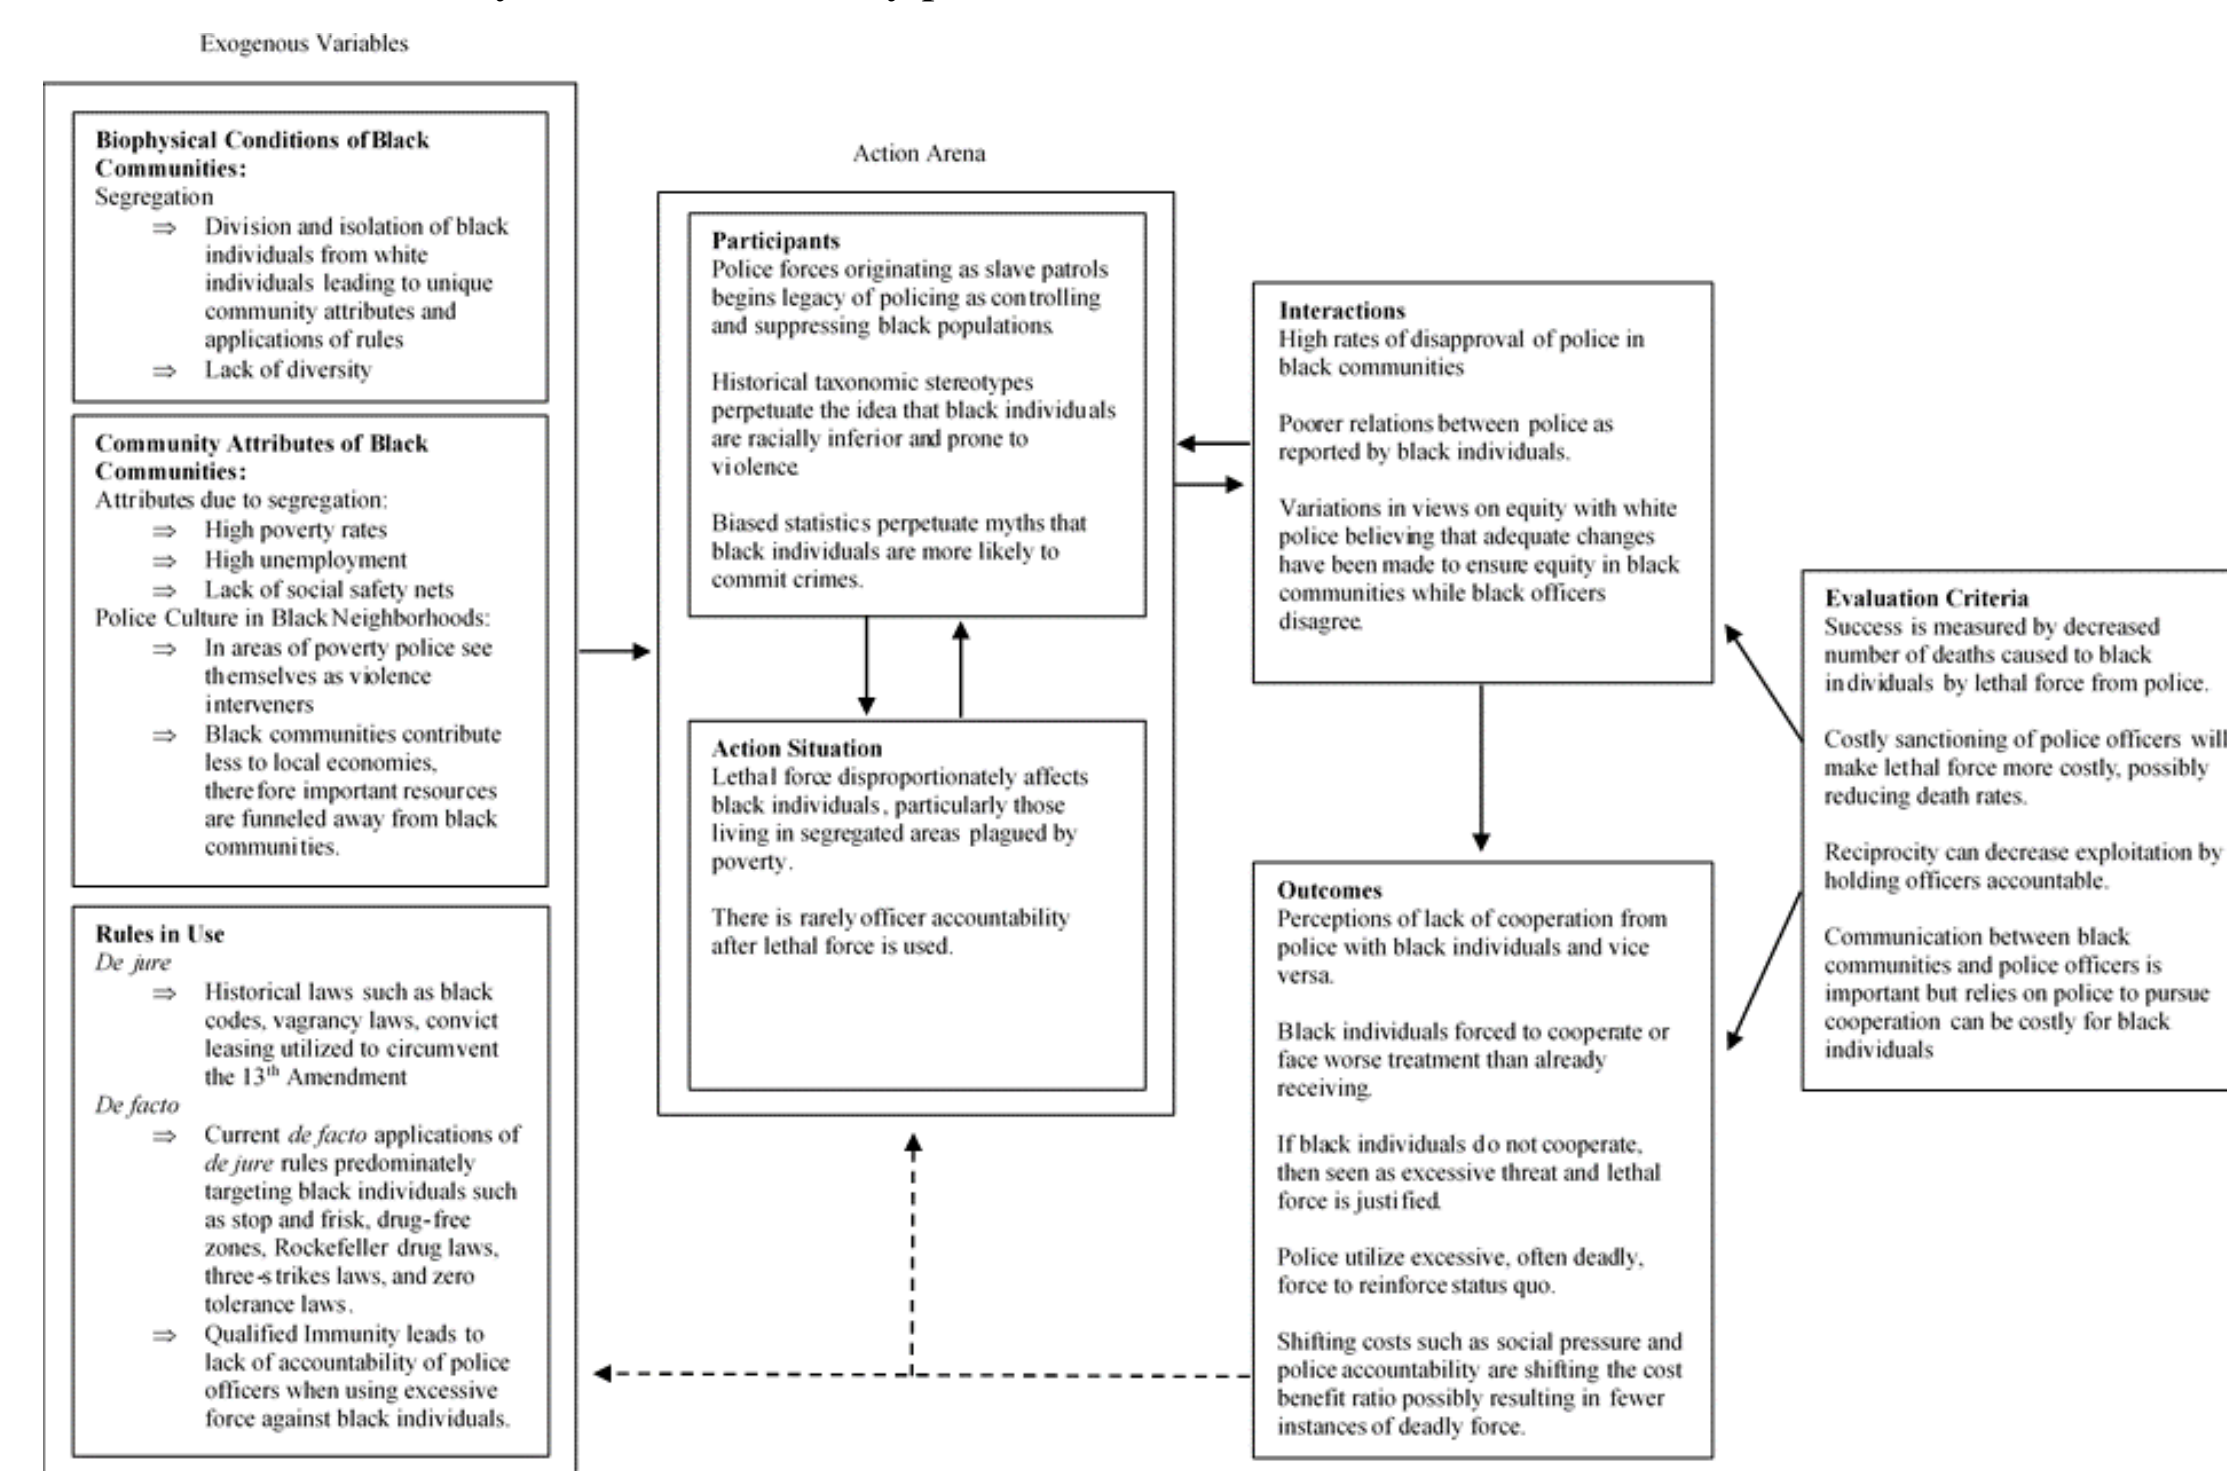 Exogenous Variables
Biophysical Conditions of Black
Communities:
Segregation
⇒ Division and isolation of black
individuals from white
individuals leading to unique
community attributes and
applications of rules
⇒ Lack of diversity
Community Attributes of Black
Communities:
Attributes due to segregation:
⇒ High poverty rates
⇒ High unemployment
⇒ Lack of social safety nets
Police Culture in Black Neighborhoods:
⇒ In areas of poverty police see
themselves as violence
interveners
⇒ Black communities contribute
less to local economies,
therefore important resources
are funneled away from black
communities.
Rules in Use
De jure
⇒ Historical laws such as black
codes, vagrancy laws, convict
leasing utilized to circumvent
the 13th Amendment
De facto
⇒ Current de facto applications of
de jure rules predominately
targeting black individuals such
as stop and frisk, drug-free
zones, Rockefeller drug laws,
three-strikes laws, and zero
tolerance laws.
⇒ Qualified Immunity leads to
lack of accountability of police
officers when using excessive
force against black individuals.
Action Arena
Participants
Police forces originating as slave patrols
begins legacy of policing as controlling
and suppressing black populations.
Historical taxonomic stereotypes
perpetuate the idea that black individuals
are racially inferior and prone to
violence
Biased statistics perpetuate myths that
black individuals are more likely to
commit crimes.
Action Situation
Lethal force disproportionately affects
black individuals, particularly those
living in segregated areas plagued by
poverty.
There is rarely officer accountability
after lethal force is used.
Interactions
High rates of disapproval of police in
black communities
Poorer relations between police as
reported by black individuals.
Variations in views on equity with white
police believing that adequate changes
have been made to ensure equity in black
communities while black officers
disagree.
Outcomes
Perceptions of lack of cooperation from
police with black individuals and vice
versa.
Black individuals forced to cooperate or
face worse treatment than already
receiving.
If black individuals do not cooperate,
then seen as excessive threat and lethal
force is justified.
Police utilize excessive, often deadly,
force to reinforce status quo.
Shifting costs such as social pressure and
police accountability are shifting the cost
benefit ratio possibly resulting in fewer
instances of deadly force.
Evaluation Criteria
Success is measured by decreased
number of deaths caused to black
individuals by lethal force from police.
Costly sanctioning of police officers will
make lethal force more costly, possibly
reducing death rates.
Reciprocity can decrease exploitation by
holding officers accountable.
Communication between black
communities and police officers is
important but relies on police to pursue
cooperation can be costly for black
individuals